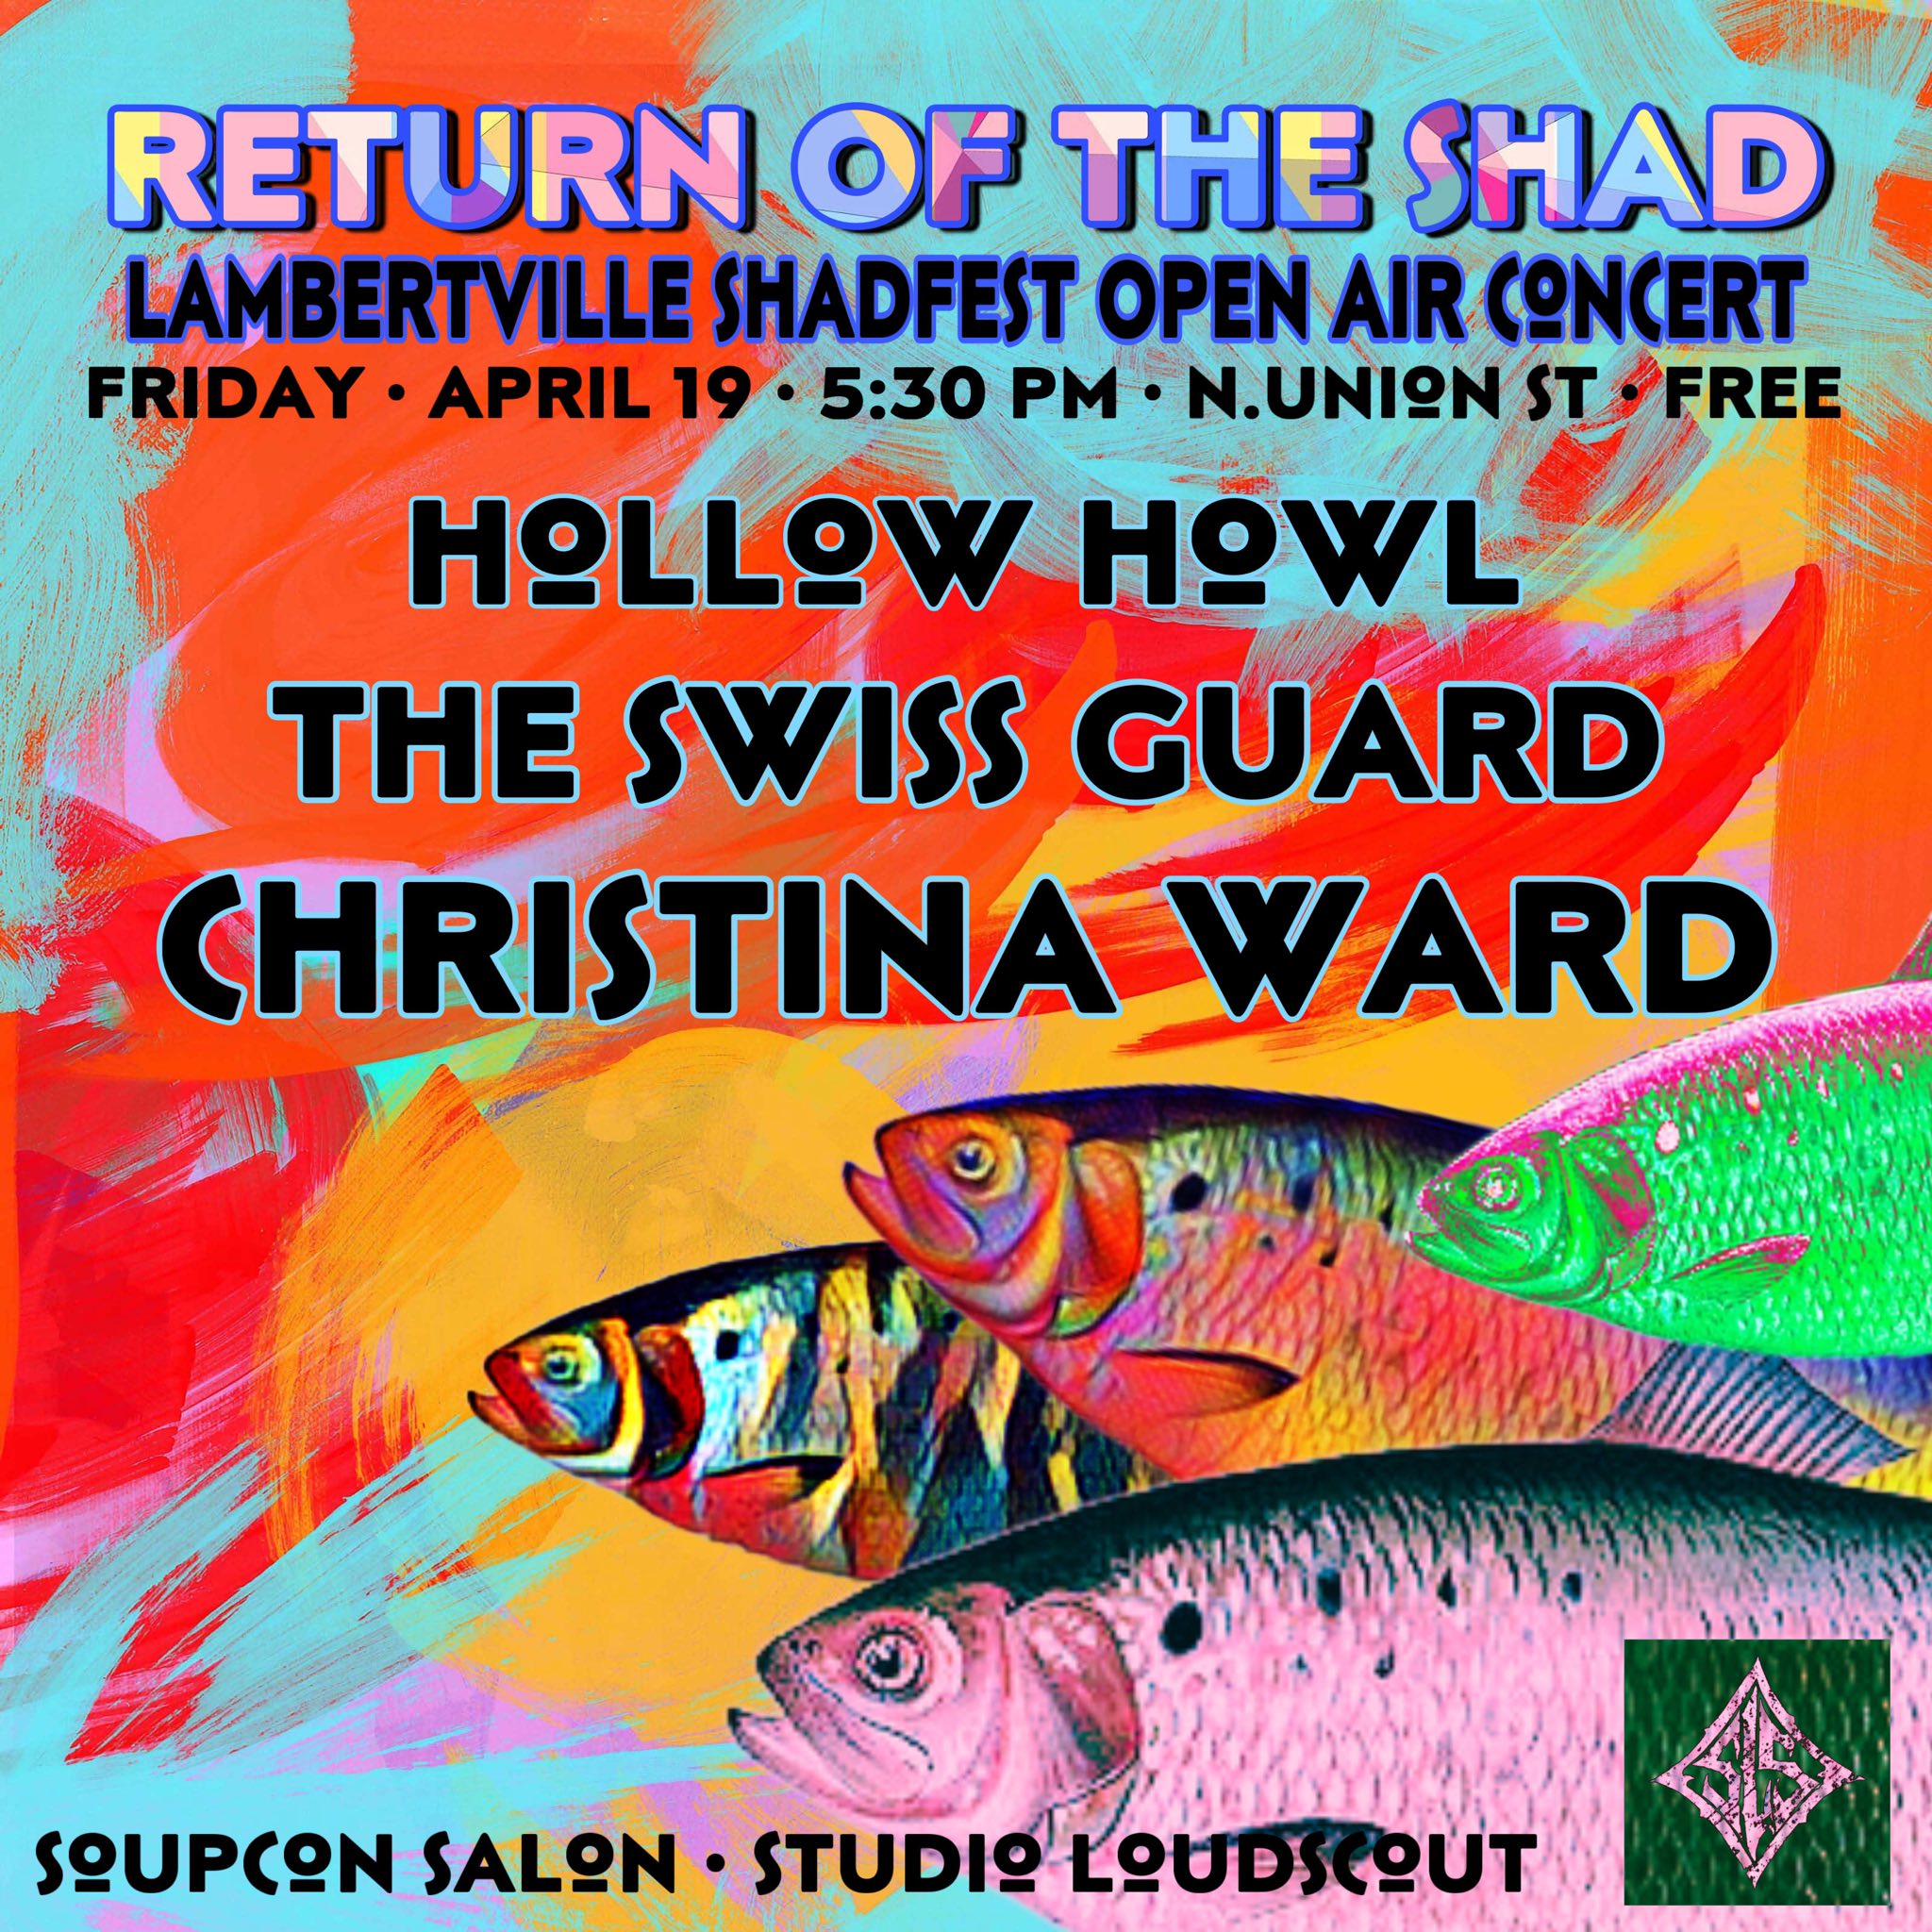 RETURN OF THE SHAD
LAMBERTVILLE SHADFEST OPEN AIR CONCERT
FRIDAY • APRIL 19 • 5:30 PM • N.UNION ST • FREE
HOLLOW HOWL
THE SWISS GUARD
CHRISTINA WARD
SOUPCON SALON • STUDIO LOUDSCOUT
SLS